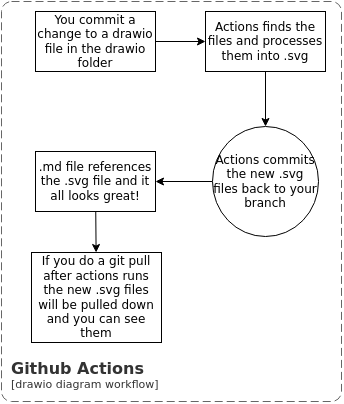 You commit a
change to a drawio
file in the drawio
folder
Actions finds the
files and processes
them into .svg
Actions commits
the new .svg
files back to your
branch
.md file references
the .svg file and it
all looks great!
If you do a git pull
after actions runs
the new .svg files
will be pulled down
and you can see
them
Github Actions
[drawio diagram workflow]